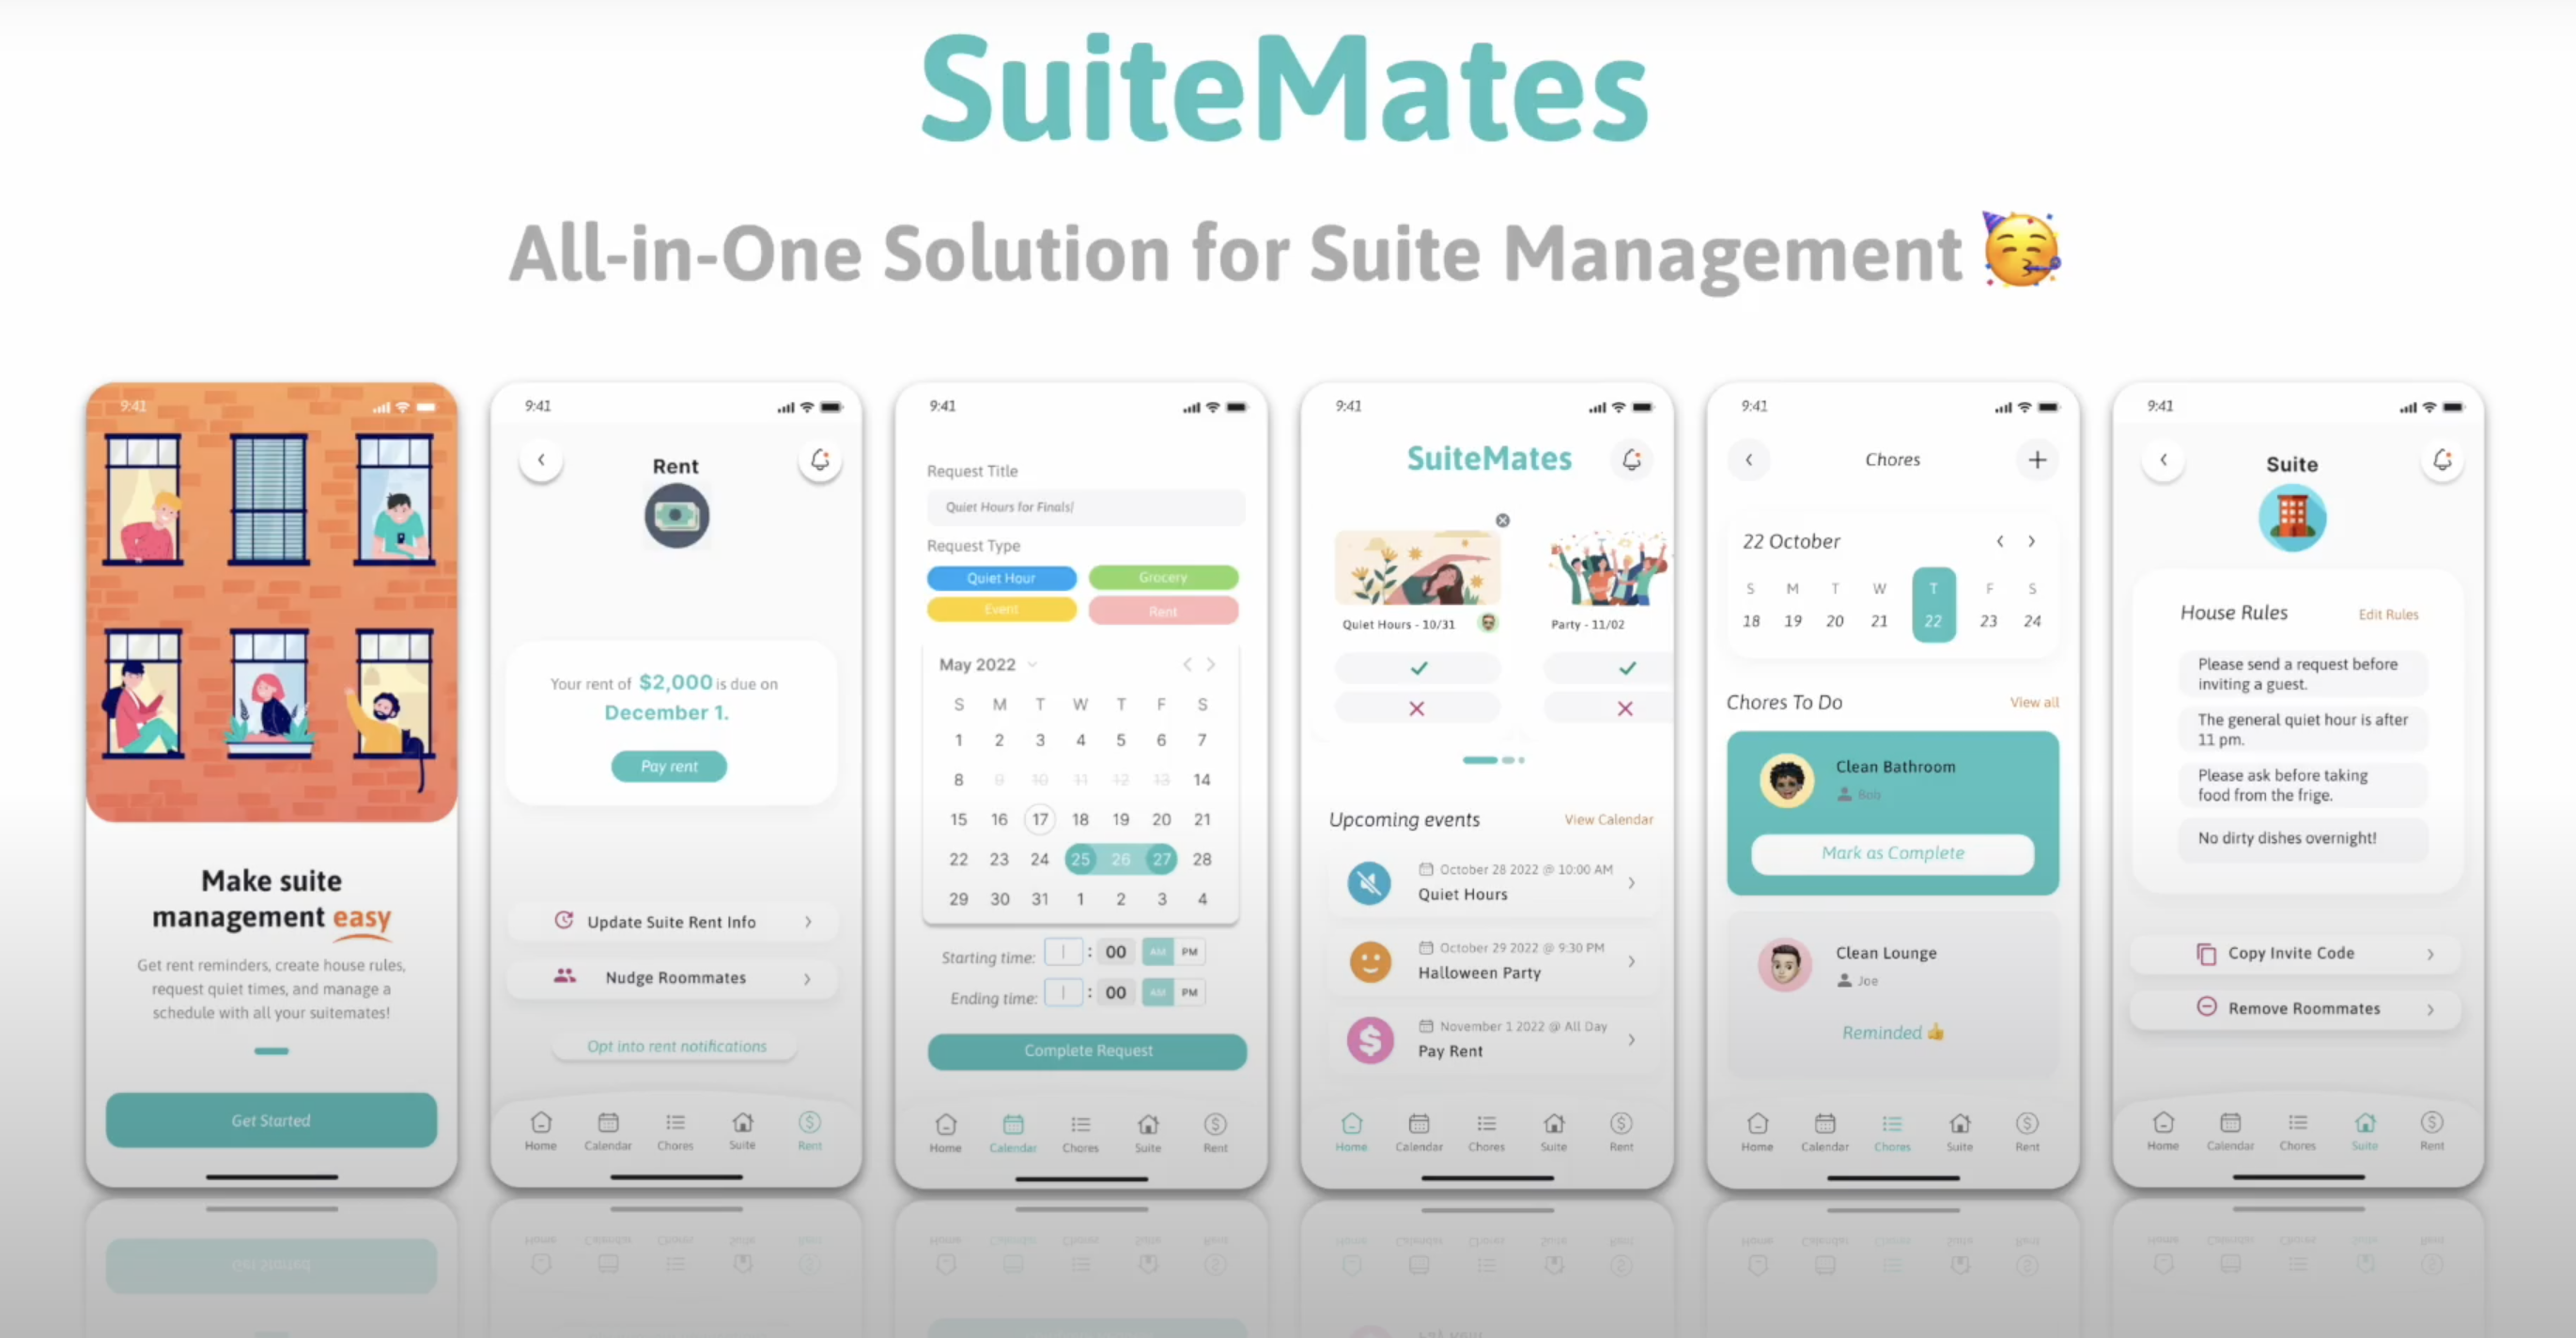 SuiteMates
All-in-One Solution for Suite Management
9:41
Make suite
management easy
Get rent reminders, create house rules,
request quiet times, and manage a
schedule with all your suitemates!
Get Started
9:41
Rent
Your rent of $2,000 is due on
December 1.
Pay rent
Update Suite Rent Info
Nudge Roommates
Opt into rent notifications
Home Calendar Chores Suite Rent
9:41
Request Title
Quiet Hours for Finals
Request Type
Quiet Hour Grocery
Event Rent
May 2022
S M T W T F S
1 2 3 4 5 6 7
8 9 10 11 12 13 14
15 16 17 18 19 20 21
22 23 24 25 26 27 28
29 30 31 1 2 3 4
Starting time: : 00 AM PM
Ending time: : 00 AM PM
Complete Request
Home Calendar Chores Suite Rent
9:41
SuiteMates
Quiet Hours - 10/31 Party - 11/02
Upcoming events View Calendar
October 28 2022 @ 10:00 AM
Quiet Hours
October 29 2022 @ 9:30 PM
Halloween Party
November 1 2022 @ All Day
Pay Rent
Home Calendar Chores Suite Rent
9:41
Chores
22 October
S M T W T F S
18 19 20 21 22 23 24
Chores To Do View all
Clean Bathroom
Bob
Mark as Complete
Clean Lounge
Joe
Reminded
Home Calendar Chores Suite Rent
9:41
Suite
House Rules Edit Rules
Please send a request before
inviting a guest.
The general quiet hour is after
11 pm.
Please ask before taking
food from the frige.
No dirty dishes overnight!
Copy Invite Code
Remove Roommates
Home Calendar Chores Suite Rent